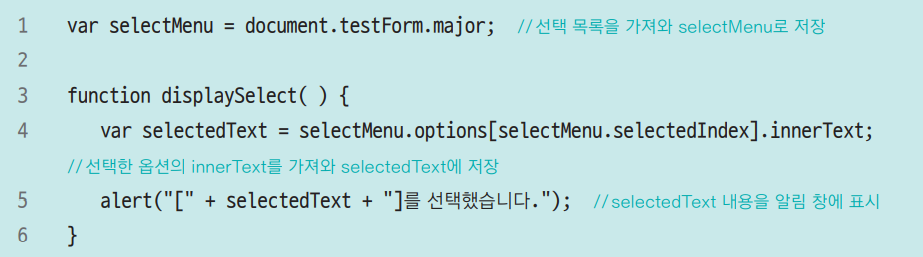 1 var selectMenu = document.testForm.major; //선택 목록을 가져와 selectMenu로 저장
2
3 function displaySelect( ) {
4 var selectedText = selectMenu.options[selectMenu.selectedIndex].innerText;
//선택한 옵션의 innerText를 가져와 selectedText에 저장
5 alert("[" + selectedText + "]를 선택했습니다."); //selectedText 내용을 알림 창에 표시
6 }